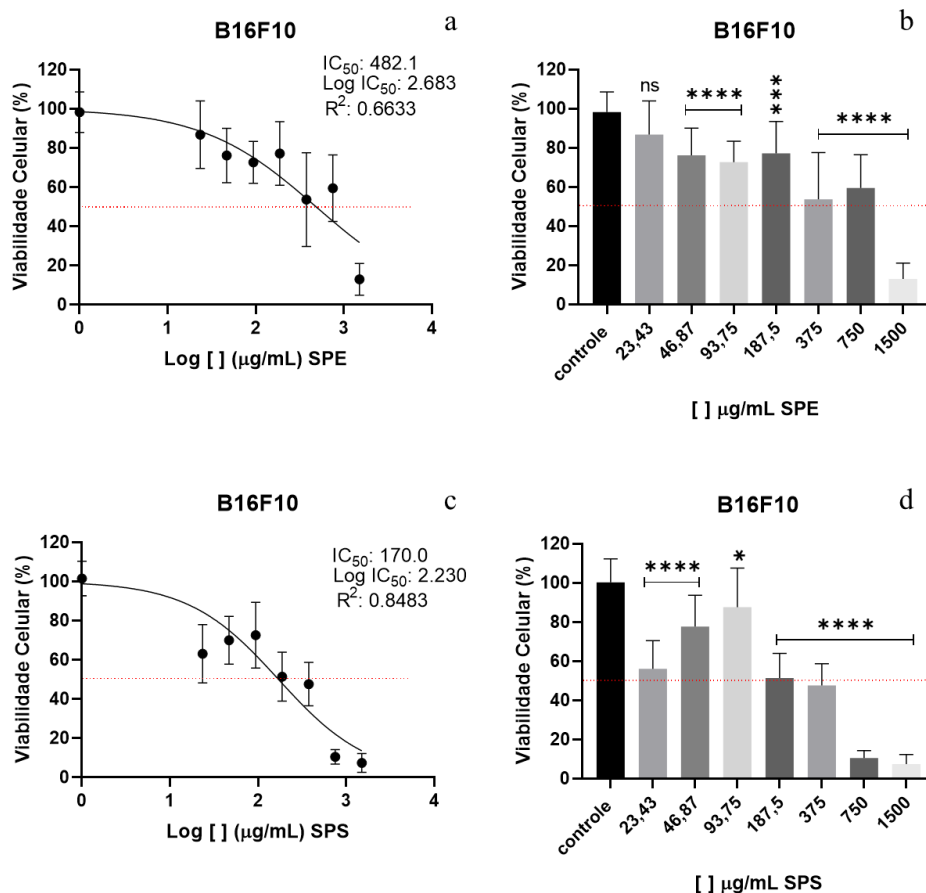 a
B16F10
IC50: 482.1
Log IC50: 2.683
R2: 0.6633
Viabilidade Celular (%)
120
100
80
60
40
20
0
0 1 2 3 4
Log [ ] (µg/mL) SPE
b
B16F10
ns **** *** ****
Viabilidade Celular (%)
120
100
80
60
40
20
0
controle 23,43 46,87 93,75 187,5 375 750 1500
[ ] µg/mL SPE
c
B16F10
IC50: 170.0
Log IC50: 2.230
R2: 0.8483
Viabilidade Celular (%)
120
100
80
60
40
20
0
0 1 2 3 4
Log [ ] (µg/mL) SPS
d
B16F10
**** * ****
Viabilidade Celular (%)
120
100
80
60
40
20
0
controle 23,43 46,87 93,75 187,5 375 750 1500
[ ] µg/mL SPS